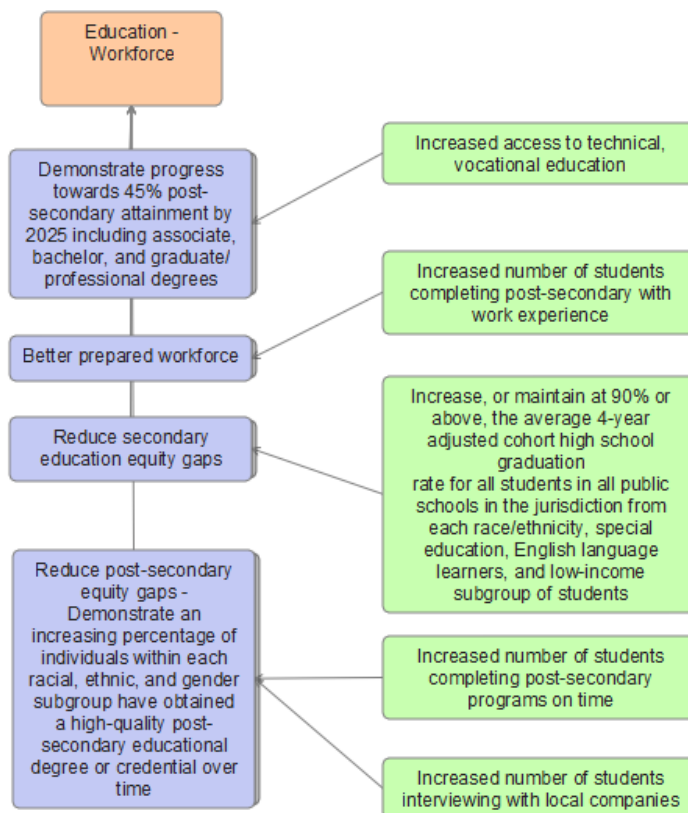 Education -
Workforce
Demonstrate progress
towards 45% post-
secondary attainment by
2025 including associate,
bachelor, and graduate/
professional degrees
Better prepared workforce
Reduce secondary
education equity gaps
Reduce post-secondary
equity gaps -
Demonstrate an
increasing percentage of
individuals within each
racial, ethnic, and gender
subgroup have obtained
a high-quality post-
secondary educational
degree or credential over
time
Increased access to technical,
vocational education
Increased number of students
completing post-secondary with
work experience
Increase, or maintain at 90% or
above, the average 4-year
adjusted cohort high school
graduation
rate for all students in all public
schools in the jurisdiction from
each race/ethnicity, special
education, English language
learners, and low-income
subgroup of students
Increased number of students
completing post-secondary
programs on time
Increased number of students
interviewing with local companies